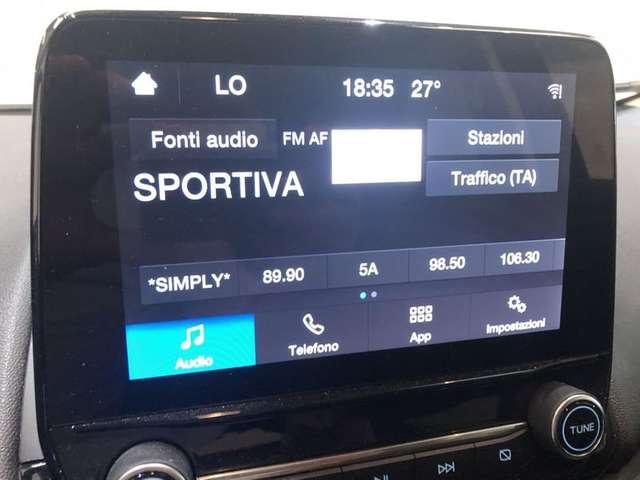 LO 18:35 27°
Fonti audio FM AF Stazioni
SPORTIVA Traffico (TA)
*SIMPLY* 89.90 5A 98.50 106.30
Audio Telefono App Impostazioni
TUNE